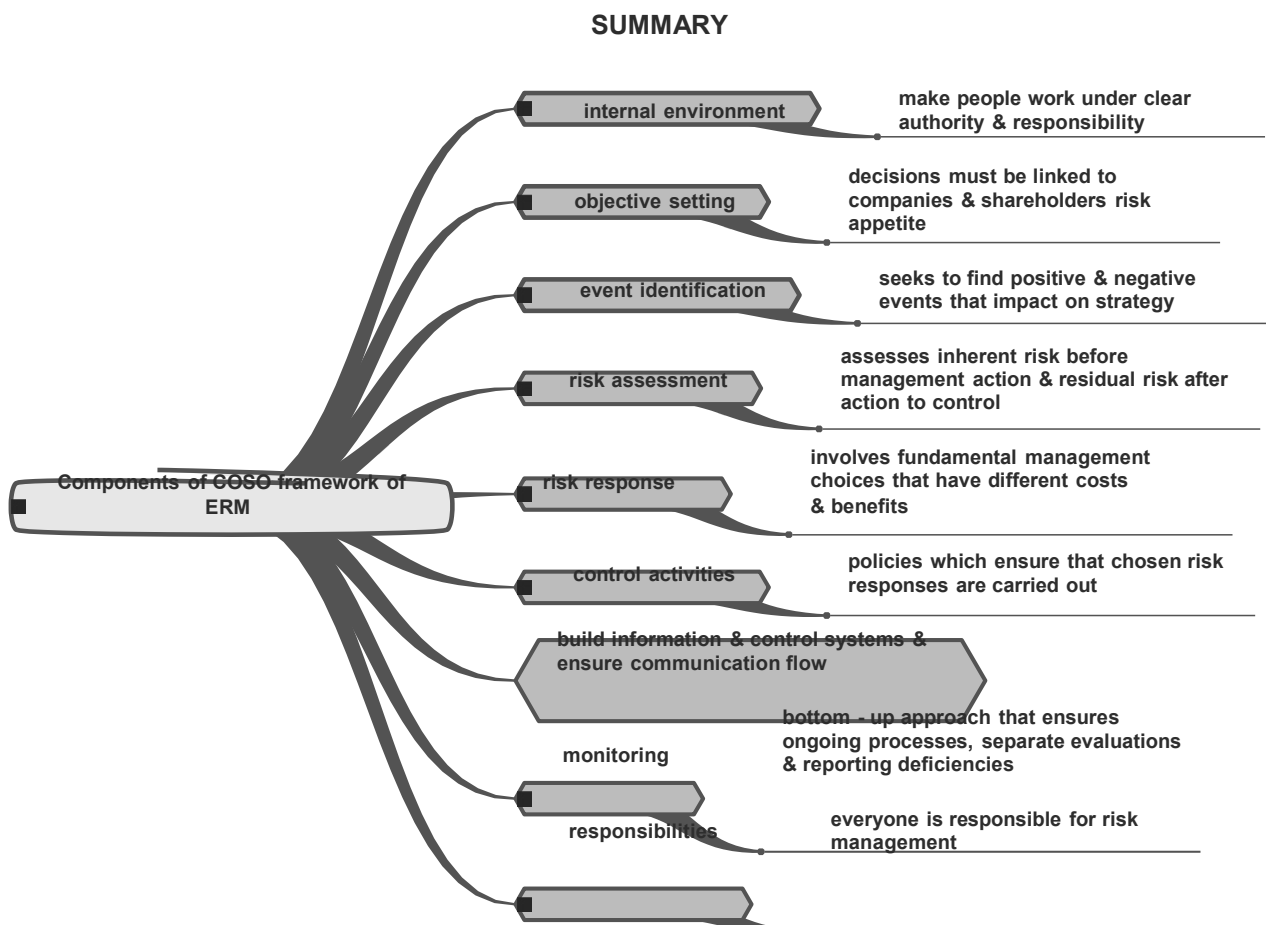 SUMMARY
internal environment
make people work under clear
authority & responsibility
objective setting
decisions must be linked to
companies & shareholders risk
appetite
event identification
seeks to find positive & negative
events that impact on strategy
risk assessment
assesses inherent risk before
management action & residual risk after
action to control
Components of COSO framework of
ERM
risk response
involves fundamental management
choices that have different costs
& benefits
control activities
policies which ensure that chosen risk
responses are carried out
build information & control systems &
ensure communication flow
monitoring
bottom - up approach that ensures
ongoing processes, separate evaluations
& reporting deficiencies
responsibilities
everyone is responsible for risk
management